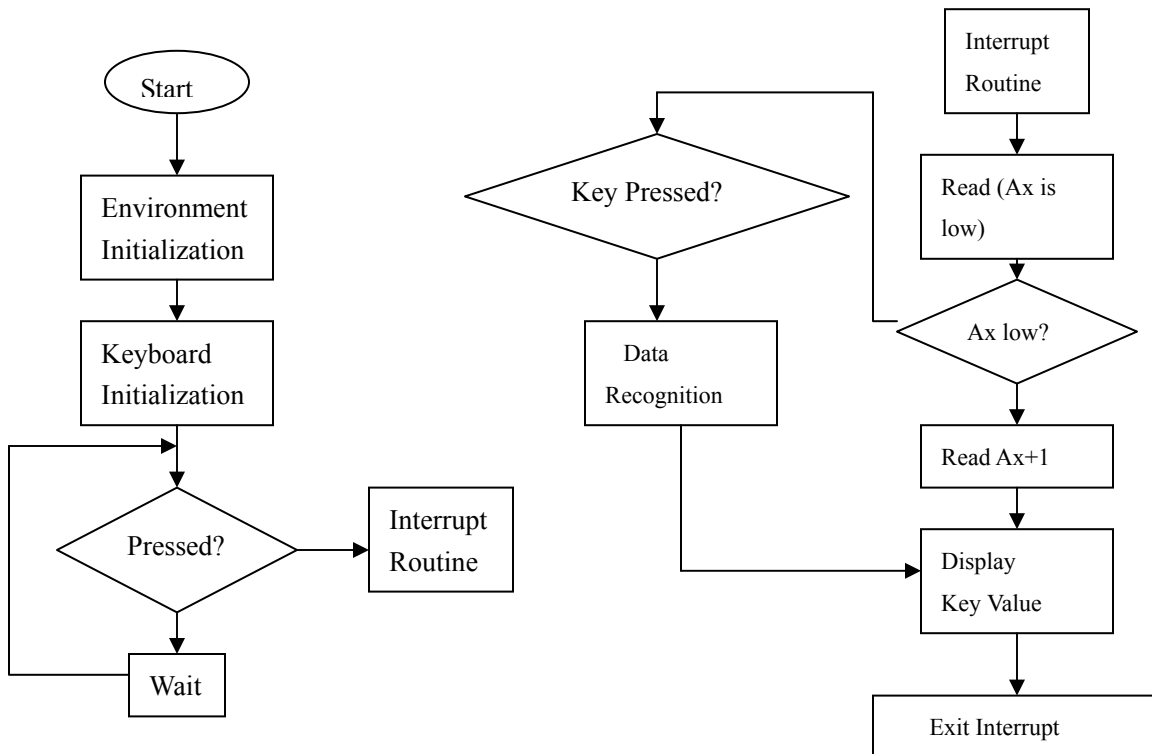 Start
Environment
Initialization
Keyboard
Initialization
Pressed?
Interrupt
Routine
Wait
Interrupt
Routine
Read (Ax is
low)
Ax low?
Key Pressed?
Data
Recognition
Read Ax+1
Display
Key Value
Exit Interrupt